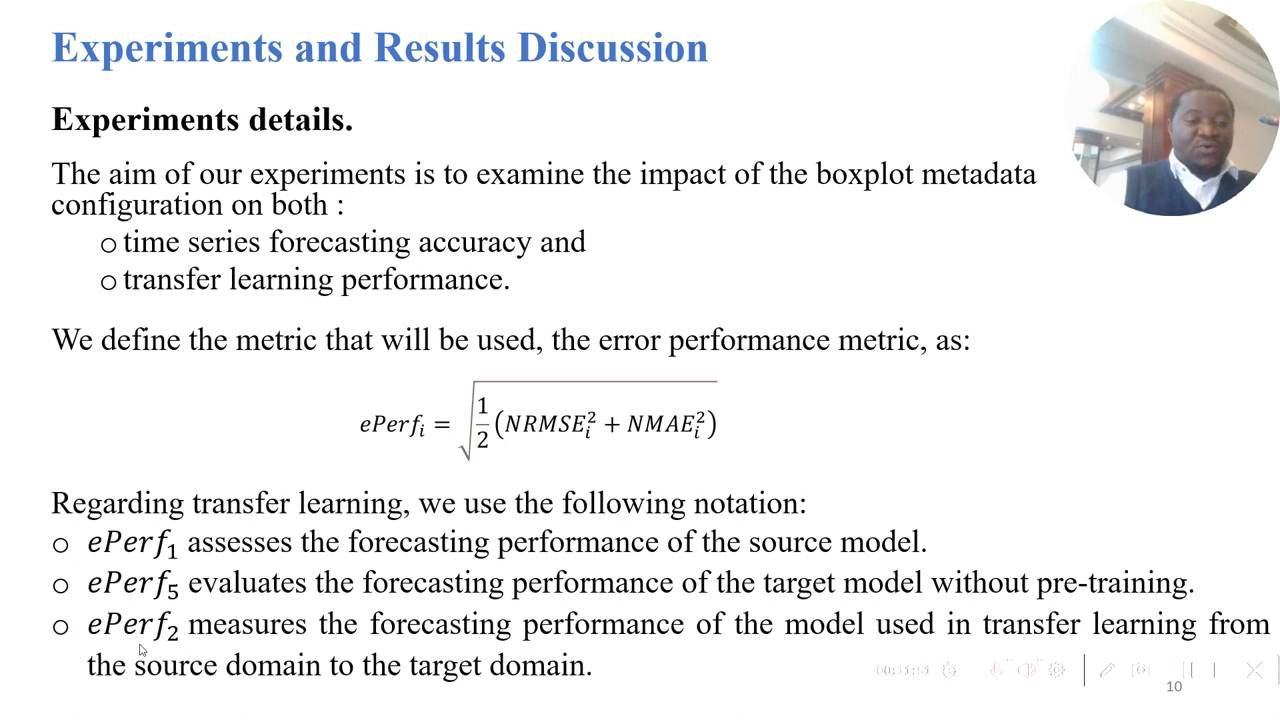 Experiments and Results Discussion
Experiments details.
The aim of our experiments is to examine the impact of the boxplot metadata
configuration on both :
o time series forecasting accuracy and
o transfer learning performance.
We define the metric that will be used, the error performance metric, as:
ePerf_i = √(1/2 (NRMSE_i^2 + NMAE_i^2))
Regarding transfer learning, we use the following notation:
o ePerf_1 assesses the forecasting performance of the source model.
o ePerf_5 evaluates the forecasting performance of the target model without pre-training.
o ePerf_2 measures the forecasting performance of the model used in transfer learning from
the source domain to the target domain.
10